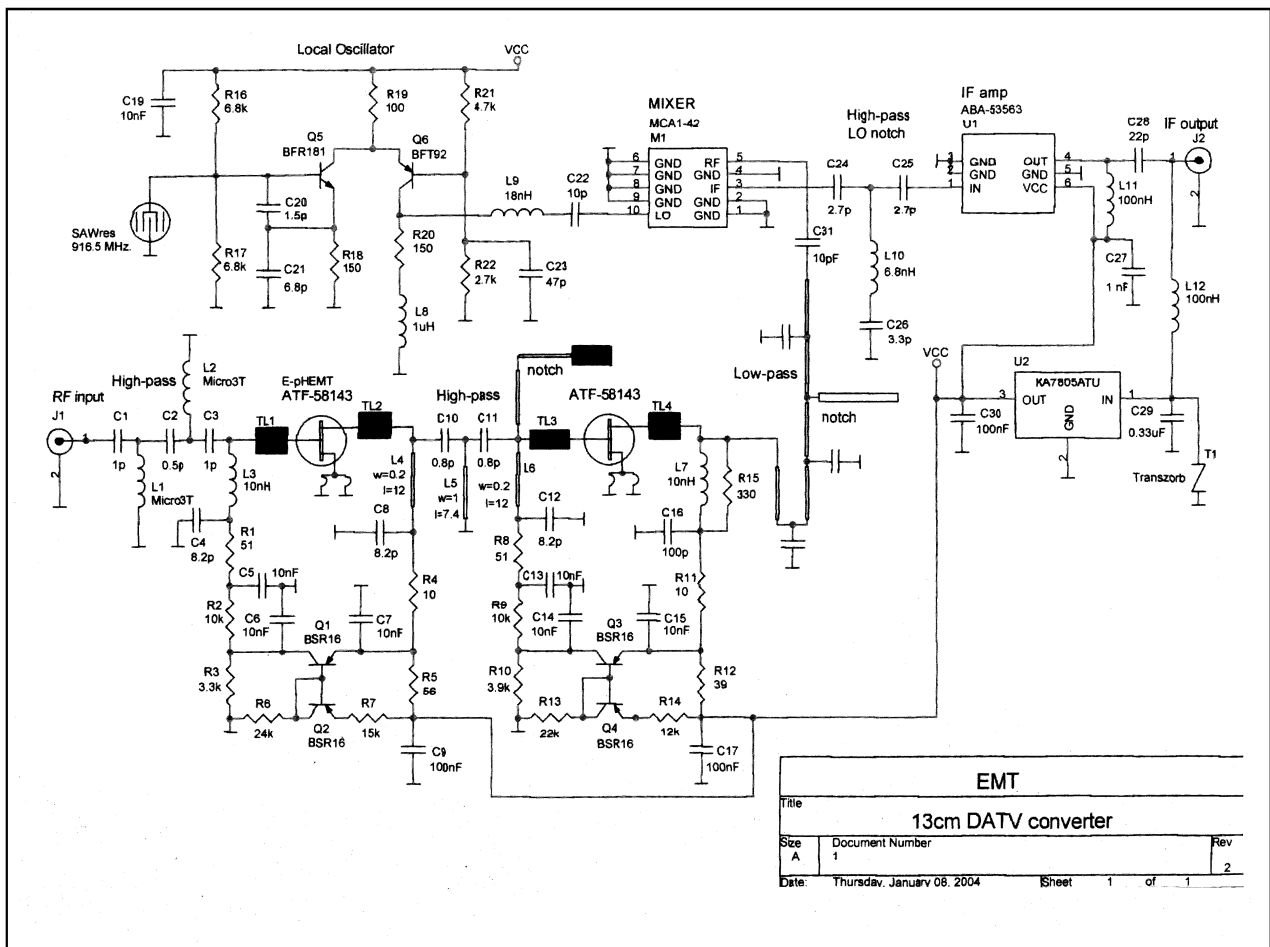 Local Oscillator
VCC
C19
10nF
R16
6.8k
R19
100
R21
4.7k
Q5
BFR181
Q6
BFT92
SAWres
916.5 MHz.
C20
1.5p
R17
6.8k
C21
6.8p
R18
150
R20
150
L8
1uH
R22
2.7k
C23
47p
L9
18nH
C22
10p
MIXER
MCA1-42
M1
6 GND RF 5
7 GND GND 4
8 GND IF 3
9 GND GND 2
10 LO GND 1
C31
10pF
High-pass
LO notch
C24
2.7p
C25
2.7p
L10
6.8nH
C26
3.3p
IF amp
ABA-53563
U1
3 GND OUT 4
2 GND GND 5
1 IN VCC 6
C28
22p
IF output
J2
1
2
L11
100nH
C27
1 nF
L12
100nH
VCC
U2
KA7805ATU
3 OUT IN 1
GND
2
C30
100nF
C29
0.33uF
T1
Transzorb
RF input
J1
1
2
High-pass
L2
Micro3T
C1
1p
C2
0.5p
C3
1p
L1
Micro3T
L3
10nH
C4
8.2p
R1
51
C5
10nF
R2
10k
C6
10nF
R3
3.3k
R6
24k
Q1
BSR16
Q2
BSR16
R7
15k
C7
10nF
R5
56
R4
10
C8
8.2p
C9
100nF
TL1
E-pHEMT
ATF-58143
TL2
L4
w=0.2
l=12
High-pass
C10
0.8p
C11
0.8p
L5
w=1
l=7.4
L6
w=0.2
l=12
notch
TL3
ATF-58143
TL4
L7
10nH
R15
330
C12
8.2p
R8
51
C13
10nF
R9
10k
C14
10nF
R10
3.9k
R13
22k
Q3
BSR16
Q4
BSR16
R14
12k
C15
10nF
C16
100p
R11
10
R12
39
C17
100nF
Low-pass
notch
EMT
Title
13cm DATV converter
Size
A
Document Number
1
Rev
2
Date: Thursday, January 08, 2004 Sheet 1 of 1